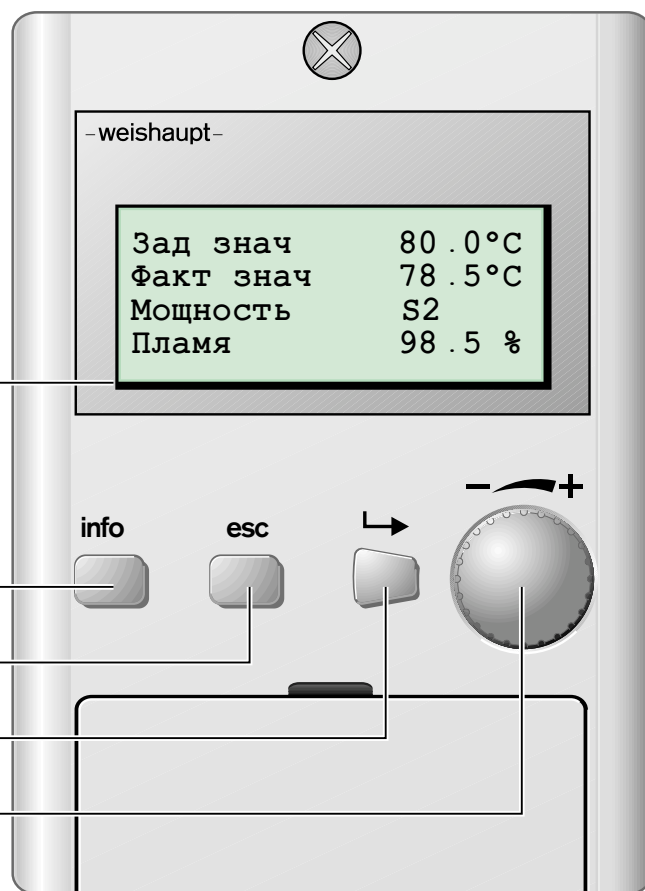 -weishaupt-
Зад знач 80.0°C
Факт знач 78.5°C
Мощность S2
Пламя 98.5 %
info esc